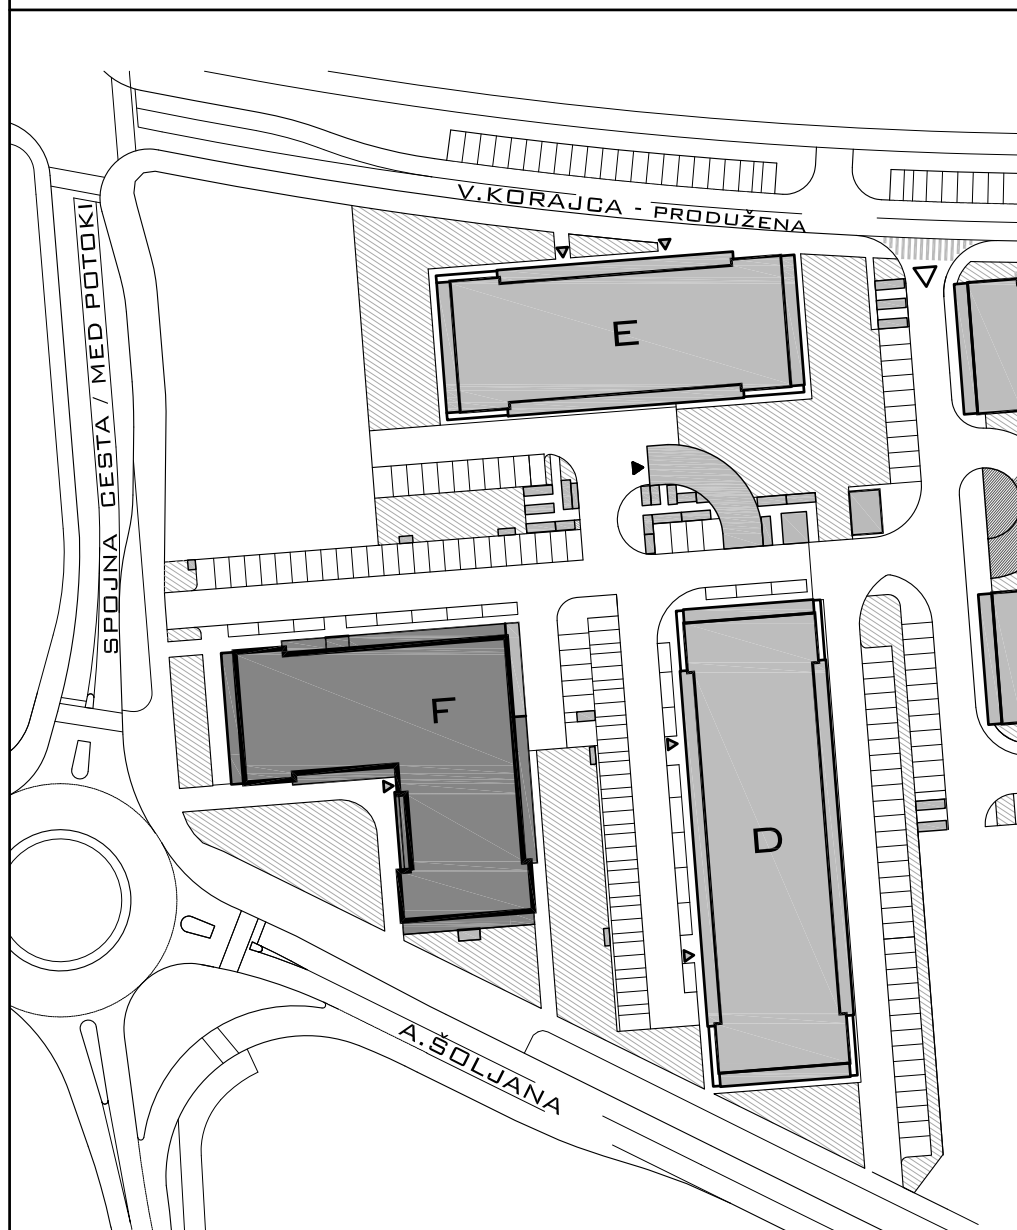 V.KORAJCA - PRODUŽENA
SPOJNA CESTA / MED POTOKI
E
F
D
A.ŠOLJANA